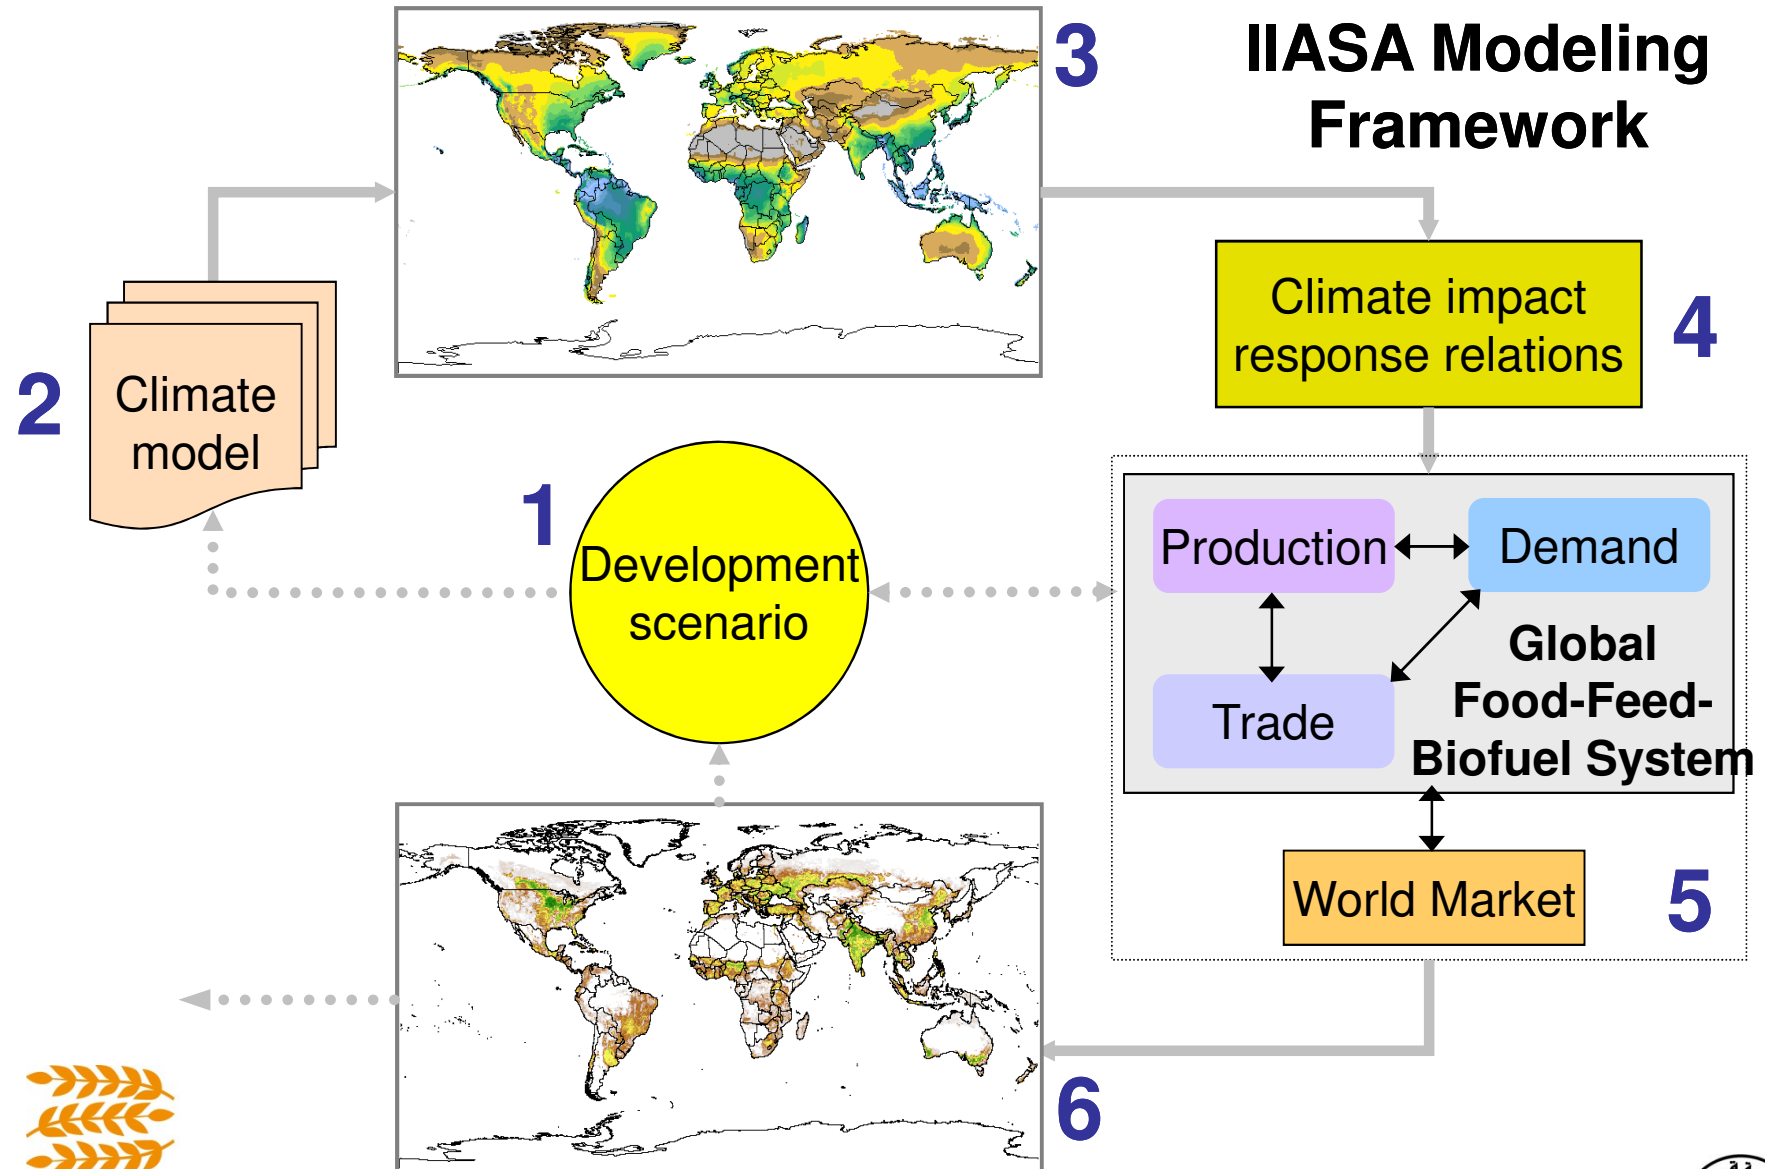 IIASA Modeling
Framework
3
Climate impact
response relations
4
2
Climate
model
1
Development
scenario
Production
Demand
Trade
Global
Food-Feed-
Biofuel System
World Market
5
6